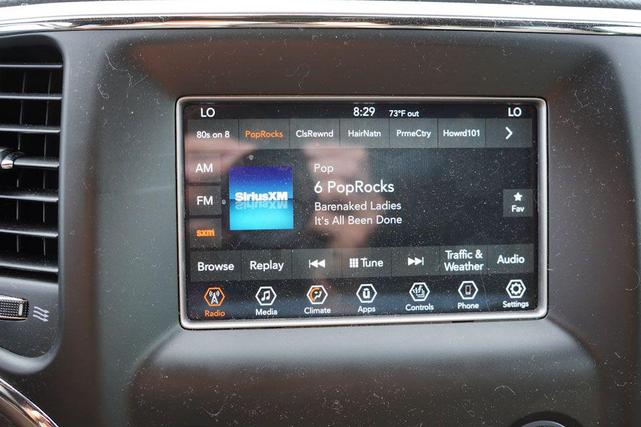 LO 8:29 73°F out LO
80s on 8 PopRocks ClsRewnd HairNatn PrmeCtry Howrd101
AM
FM
sxm
SiriusXM
Pop
6 PopRocks
Barenaked Ladies
It's All Been Done
Fav
Browse Replay Tune Traffic & Weather Audio
Radio Media Climate Apps Controls Phone Settings